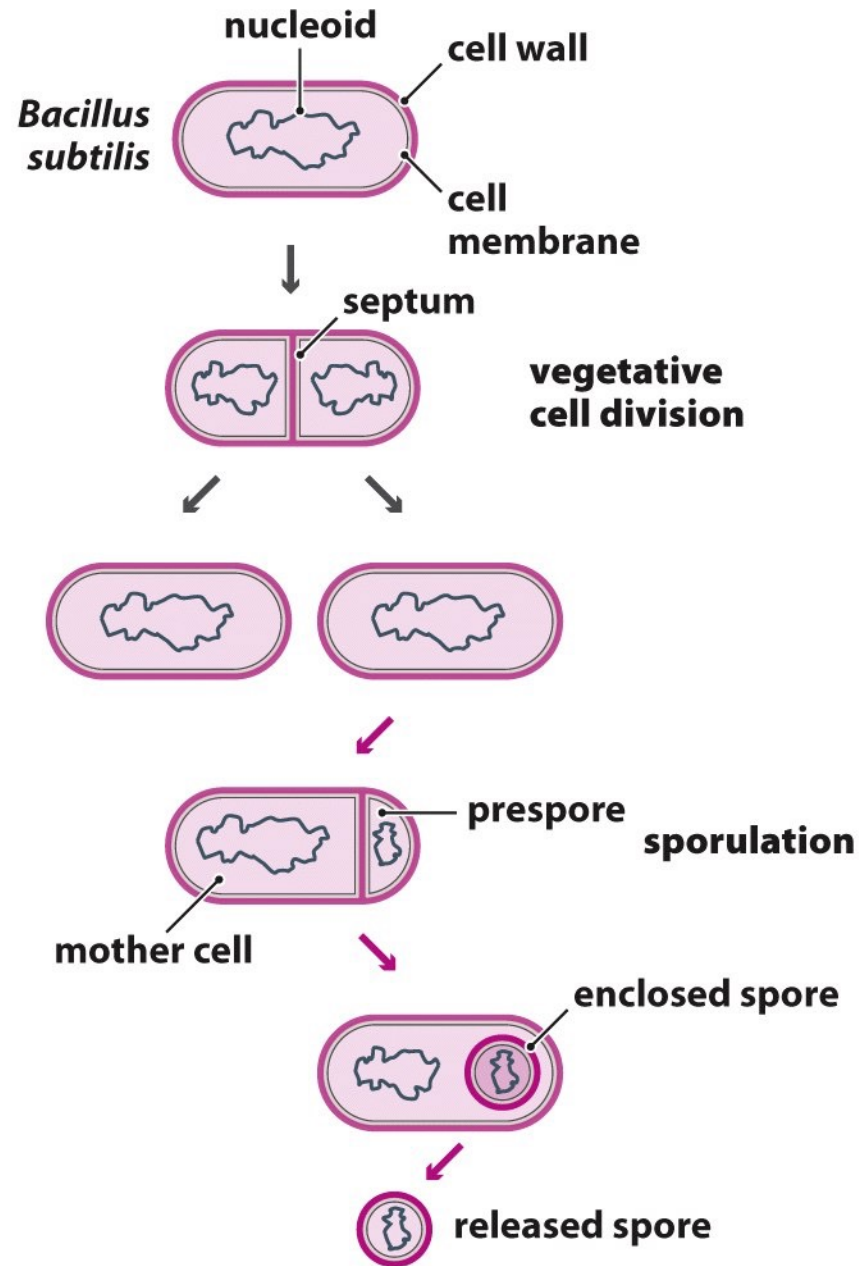 nucleoid
cell wall
Bacillus
subtilis
cell
membrane
septum
vegetative
cell division
prespore
sporulation
mother cell
enclosed spore
released spore